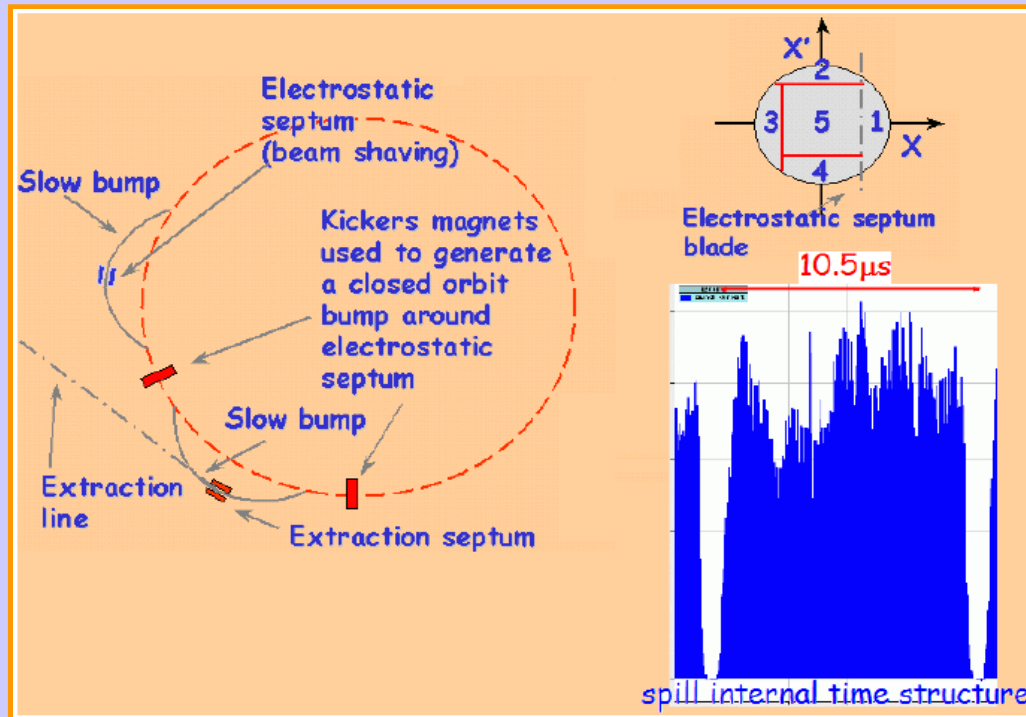 Electrostatic
septum
(beam shaving)
Slow bump
Kickers magnets
used to generate
a closed orbit
bump around
electrostatic
septum
Slow bump
Extraction
line
Extraction septum
X'
2
3
5
1
X
4
Electrostatic septum
blade
10.5µs
spill internal time structure